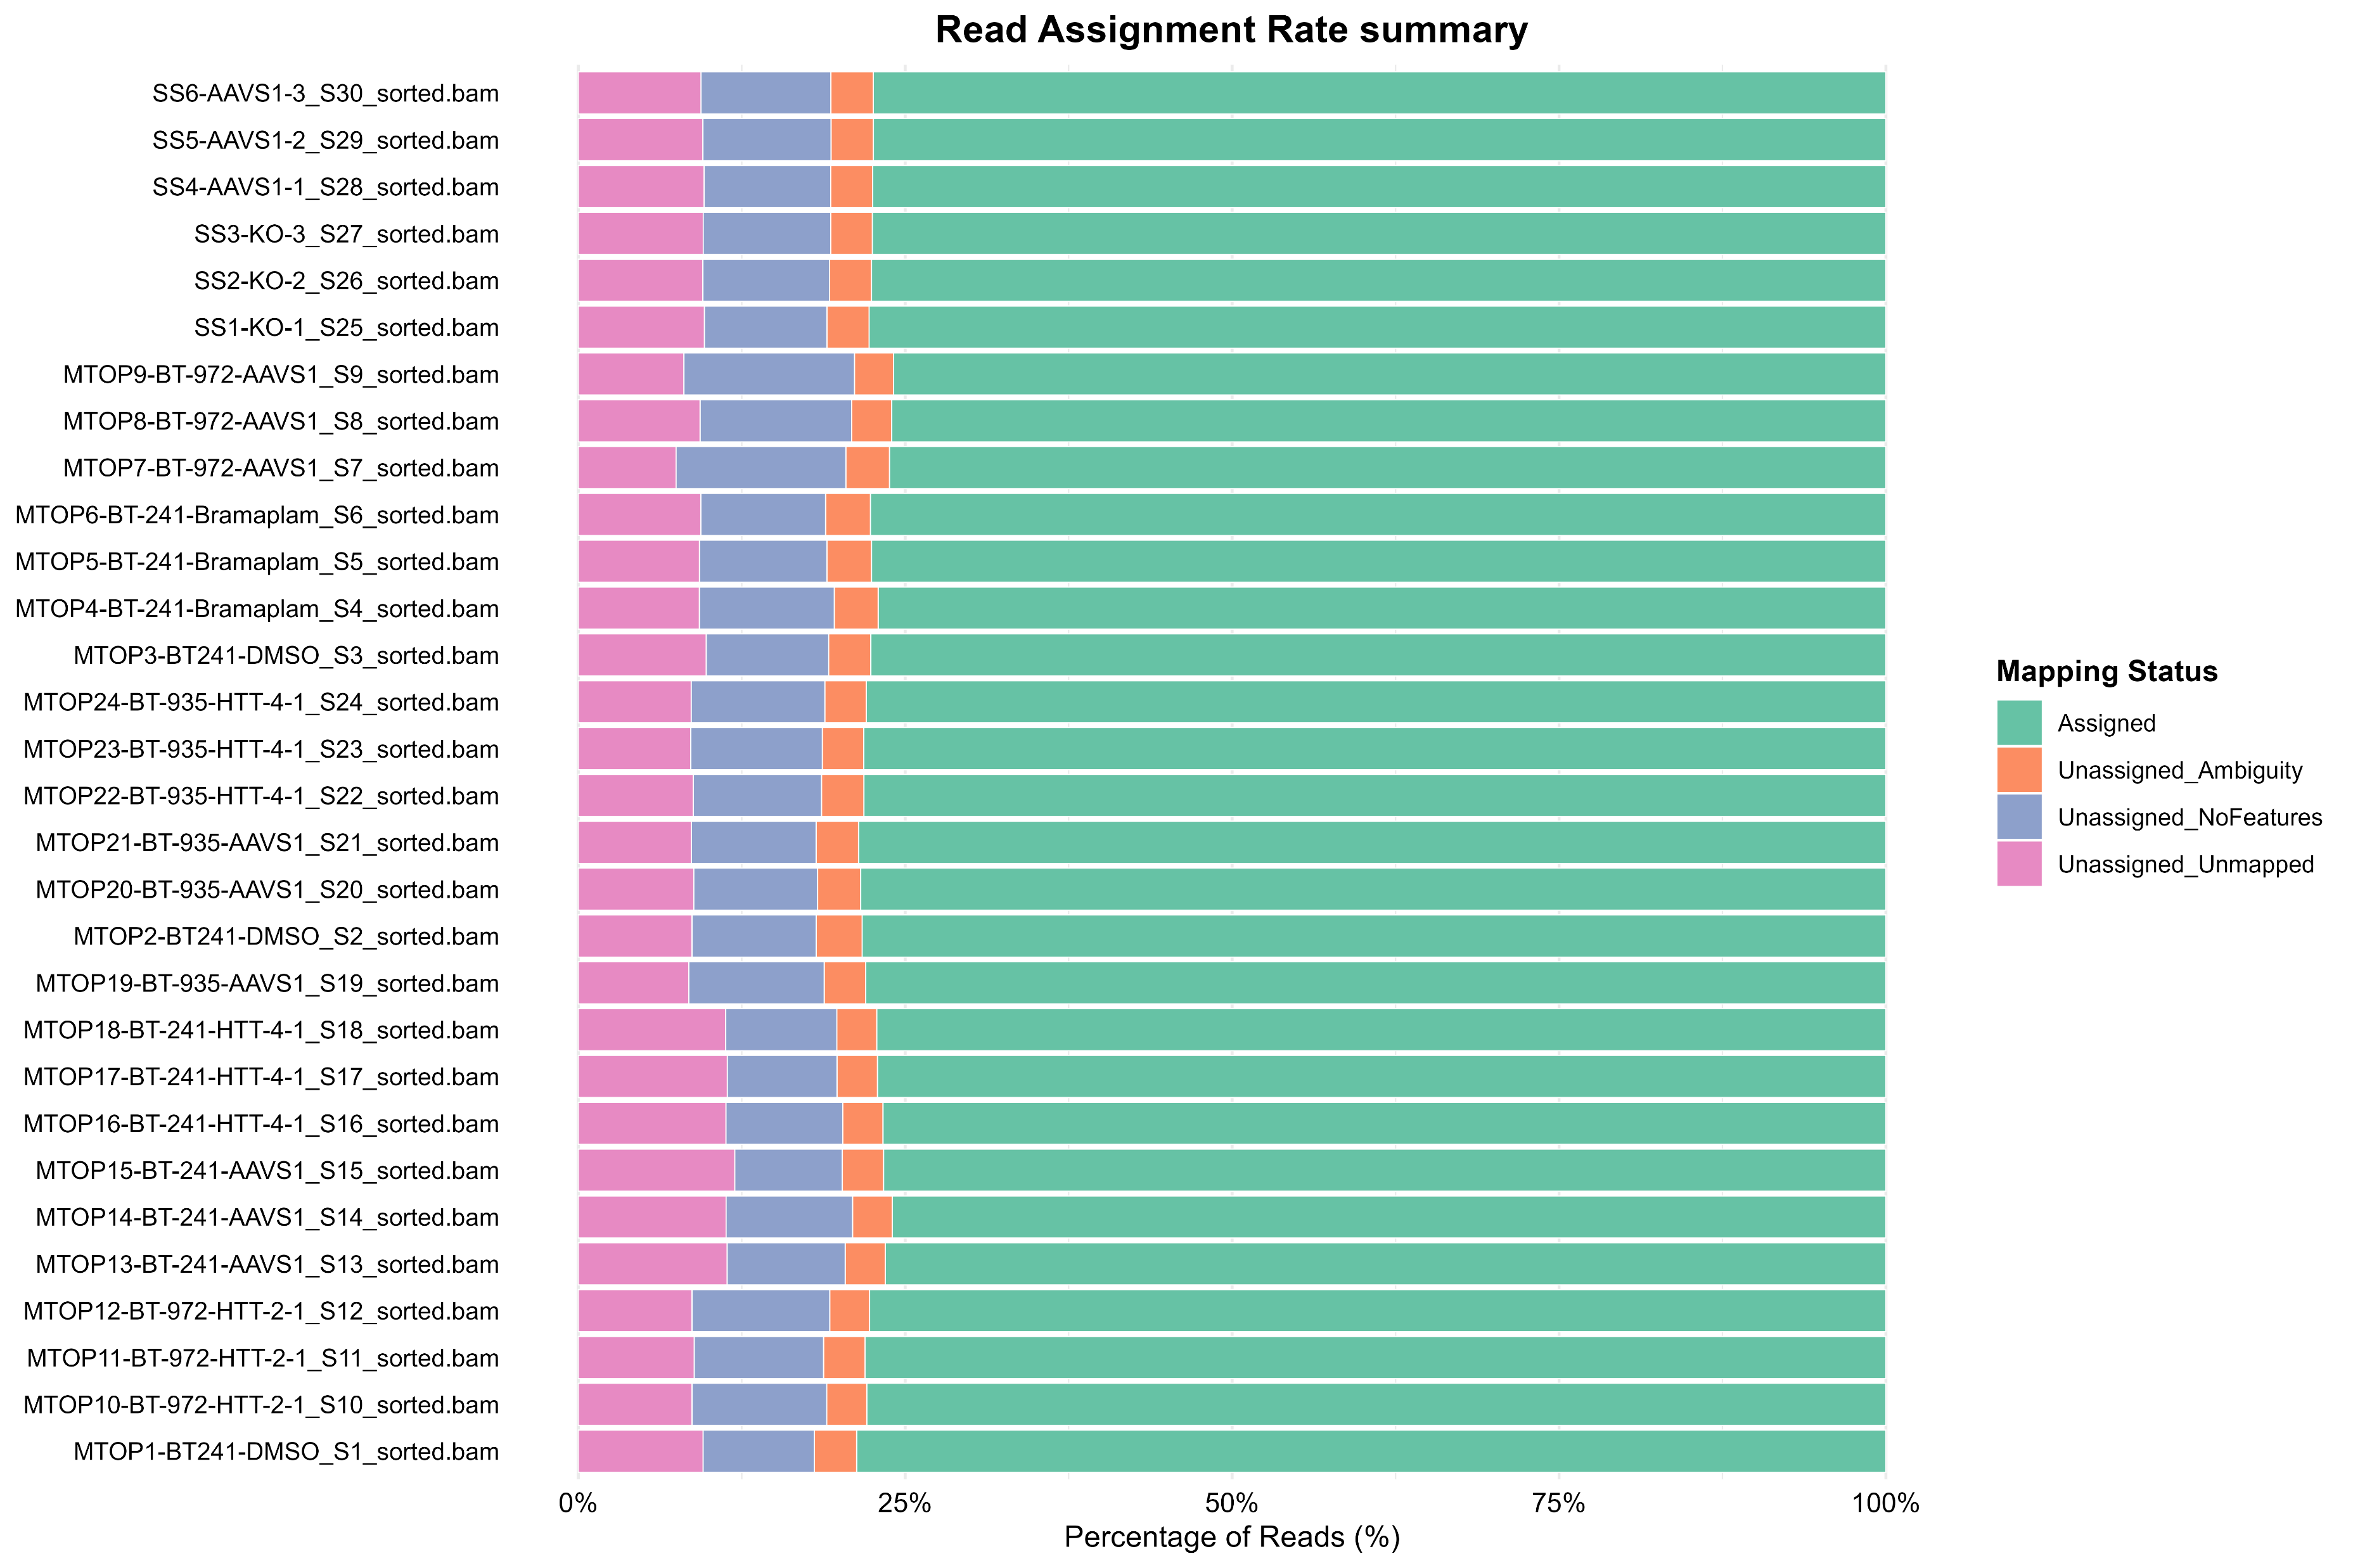 Read Assignment Rate summary
SS6-AAVS1-3_S30_sorted.bam
SS5-AAVS1-2_S29_sorted.bam
SS4-AAVS1-1_S28_sorted.bam
SS3-KO-3_S27_sorted.bam
SS2-KO-2_S26_sorted.bam
SS1-KO-1_S25_sorted.bam
MTOP9-BT-972-AAVS1_S9_sorted.bam
MTOP8-BT-972-AAVS1_S8_sorted.bam
MTOP7-BT-972-AAVS1_S7_sorted.bam
MTOP6-BT-241-Bramaplam_S6_sorted.bam
MTOP5-BT-241-Bramaplam_S5_sorted.bam
MTOP4-BT-241-Bramaplam_S4_sorted.bam
MTOP3-BT241-DMSO_S3_sorted.bam
MTOP24-BT-935-HTT-4-1_S24_sorted.bam
MTOP23-BT-935-HTT-4-1_S23_sorted.bam
MTOP22-BT-935-HTT-4-1_S22_sorted.bam
MTOP21-BT-935-AAVS1_S21_sorted.bam
MTOP20-BT-935-AAVS1_S20_sorted.bam
MTOP2-BT241-DMSO_S2_sorted.bam
MTOP19-BT-935-AAVS1_S19_sorted.bam
MTOP18-BT-241-HTT-4-1_S18_sorted.bam
MTOP17-BT-241-HTT-4-1_S17_sorted.bam
MTOP16-BT-241-HTT-4-1_S16_sorted.bam
MTOP15-BT-241-AAVS1_S15_sorted.bam
MTOP14-BT-241-AAVS1_S14_sorted.bam
MTOP13-BT-241-AAVS1_S13_sorted.bam
MTOP12-BT-972-HTT-2-1_S12_sorted.bam
MTOP11-BT-972-HTT-2-1_S11_sorted.bam
MTOP10-BT-972-HTT-2-1_S10_sorted.bam
MTOP1-BT241-DMSO_S1_sorted.bam
0% 25% 50% 75% 100%
Percentage of Reads (%)
Mapping Status
Assigned
Unassigned_Ambiguity
Unassigned_NoFeatures
Unassigned_Unmapped